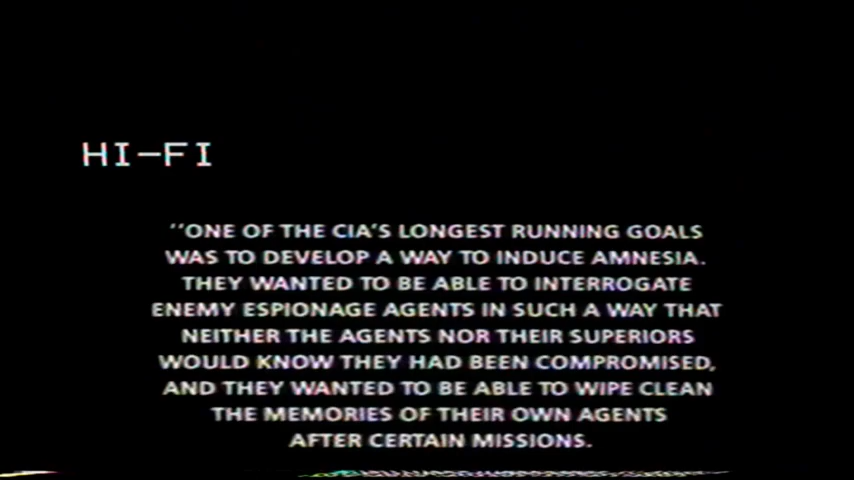 HI-FI
"ONE OF THE CIA'S LONGEST RUNNING GOALS
WAS TO DEVELOP A WAY TO INDUCE AMNESIA.
THEY WANTED TO BE ABLE TO INTERROGATE
ENEMY ESPIONAGE AGENTS IN SUCH A WAY THAT
NEITHER THE AGENTS NOR THEIR SUPERIORS
WOULD KNOW THEY HAD BEEN COMPROMISED,
AND THEY WANTED TO BE ABLE TO WIPE CLEAN
THE MEMORIES OF THEIR OWN AGENTS
AFTER CERTAIN MISSIONS.